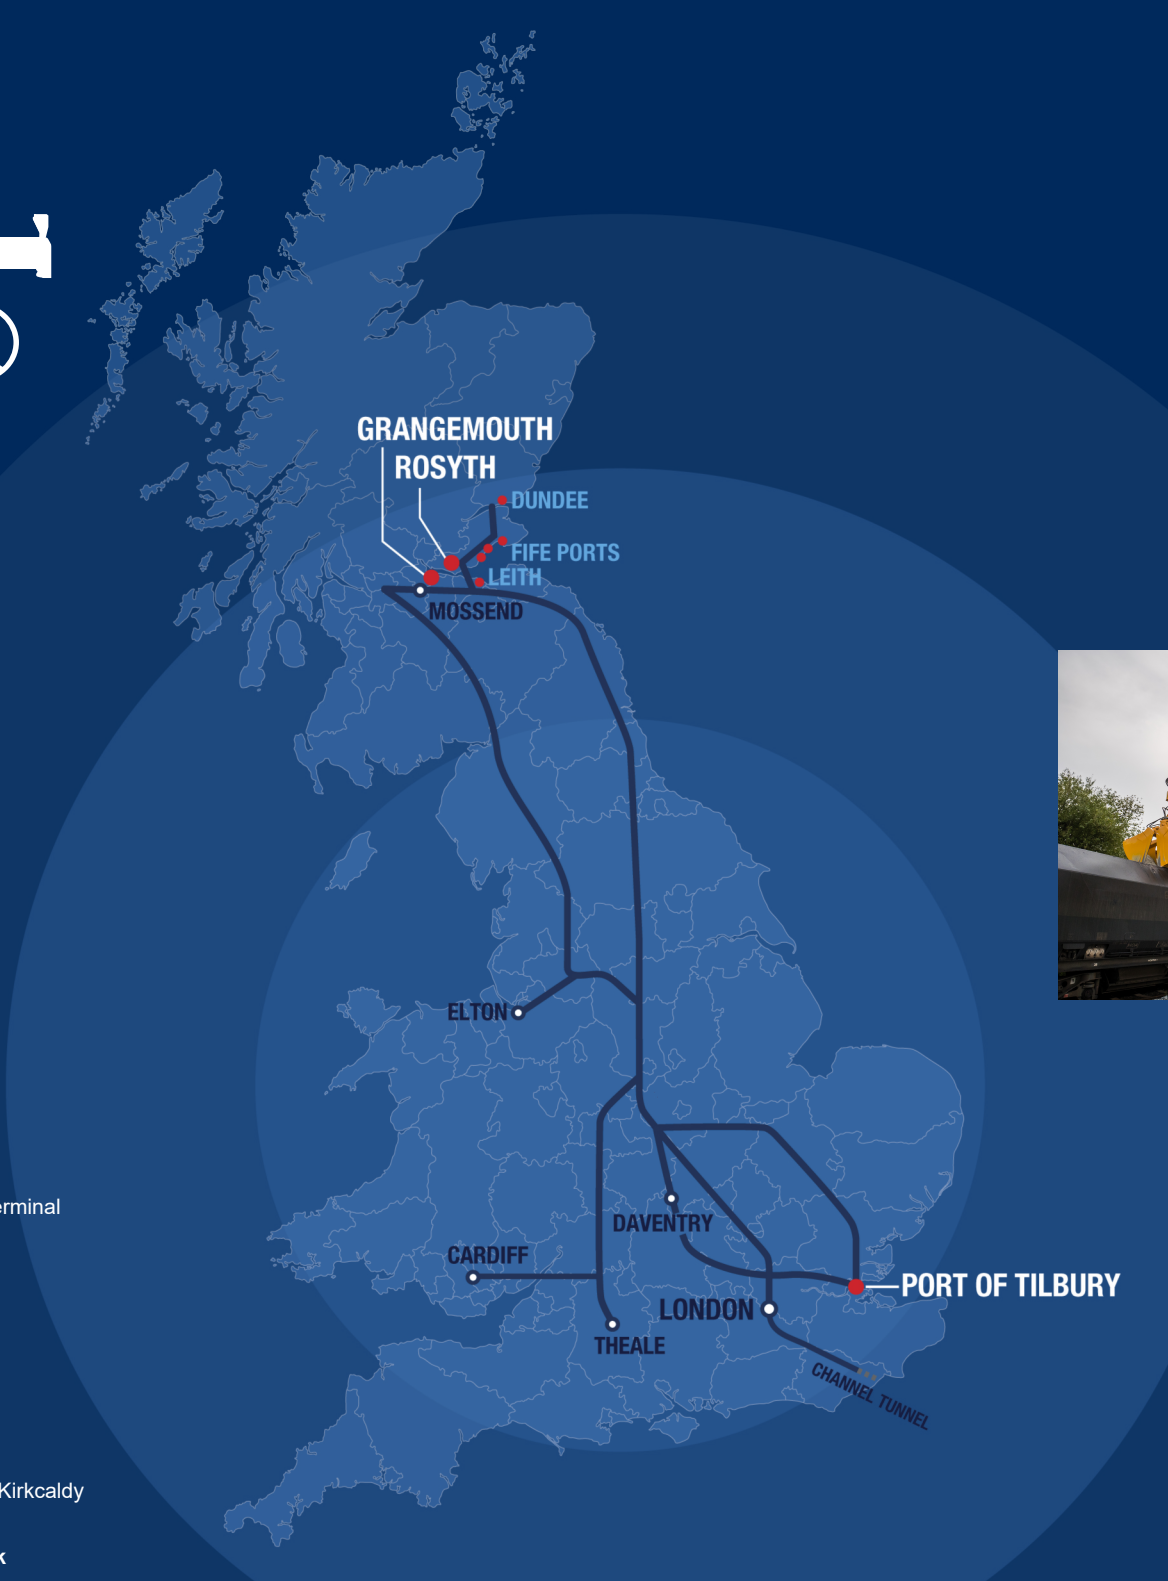 GRANGEMOUTH
ROSYTH
DUNDEE
FIFE PORTS
LEITH
MOSSEND
ELTON
erminal
DAVENTRY
CARDIFF
PORT OF TILBURY
LONDON
THEALE
CHANNEL TUNNEL
Kirkcaldy
k